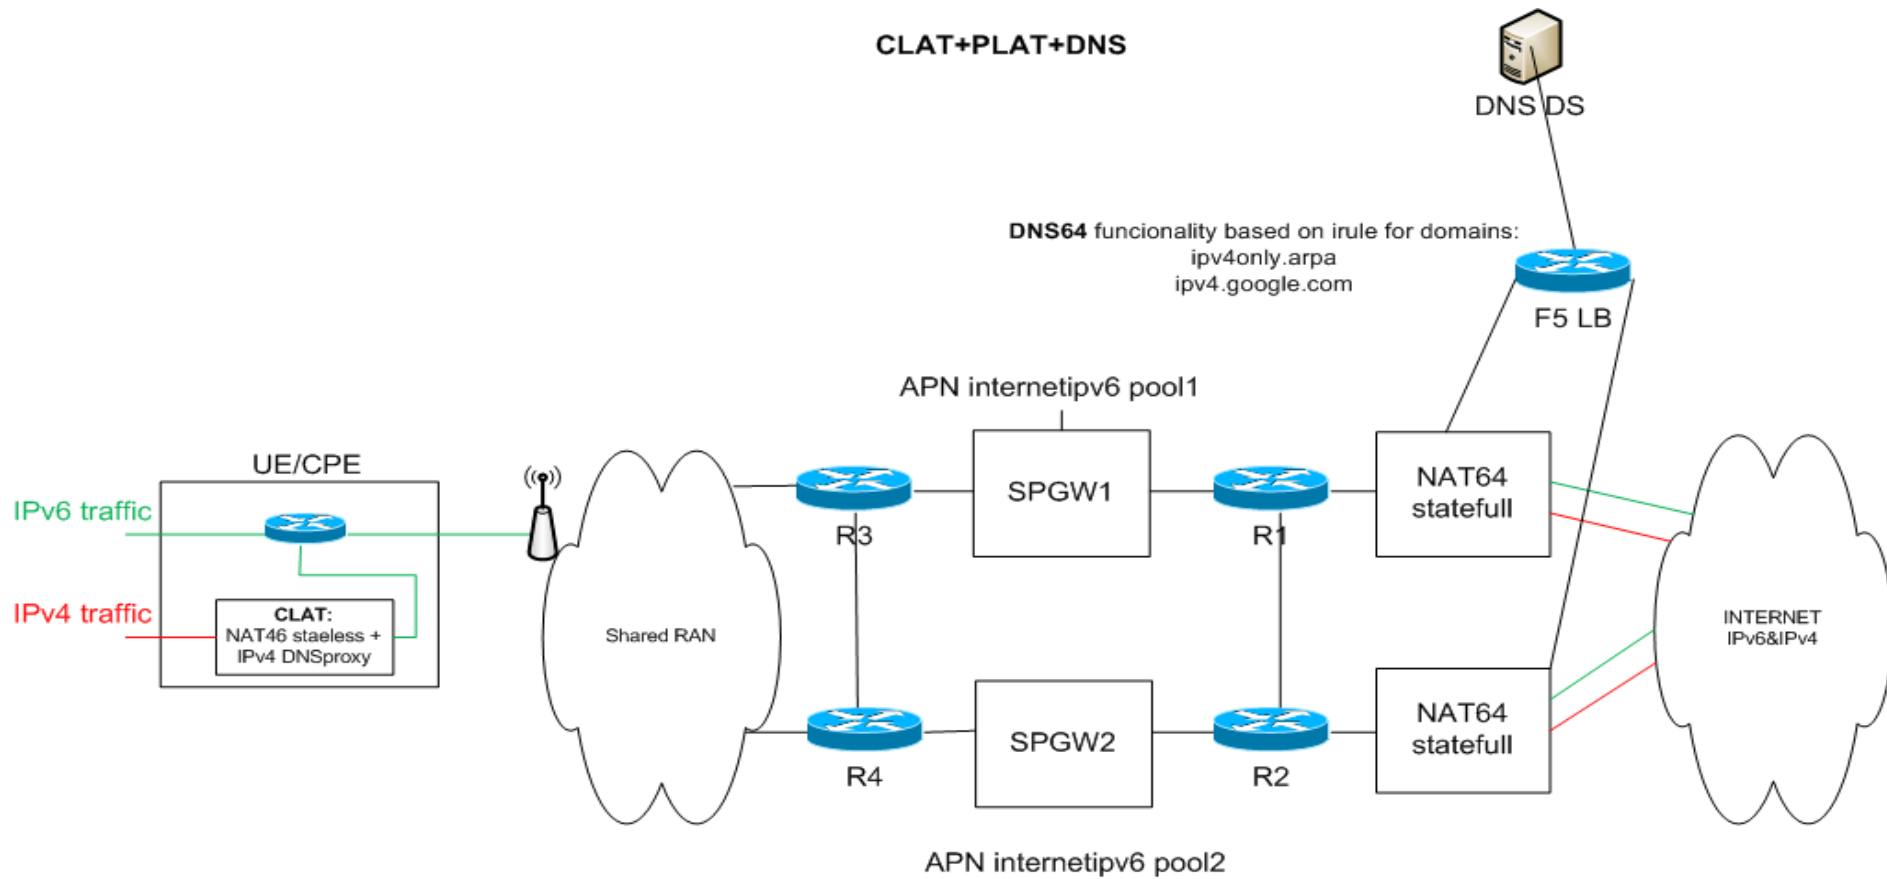 CLAT+PLAT+DNS
DNS DS
DNS64 funcionality based on irule for domains:
ipv4only.arpa
ipv4.google.com
F5 LB
APN internetipv6 pool1
UE/CPE
IPv6 traffic
IPv4 traffic
CLAT:
NAT46 staeless +
IPv4 DNSproxy
Shared RAN
R3
SPGW1
R1
NAT64
statefull
R4
SPGW2
R2
NAT64
statefull
INTERNET
IPv6&IPv4
APN internetipv6 pool2